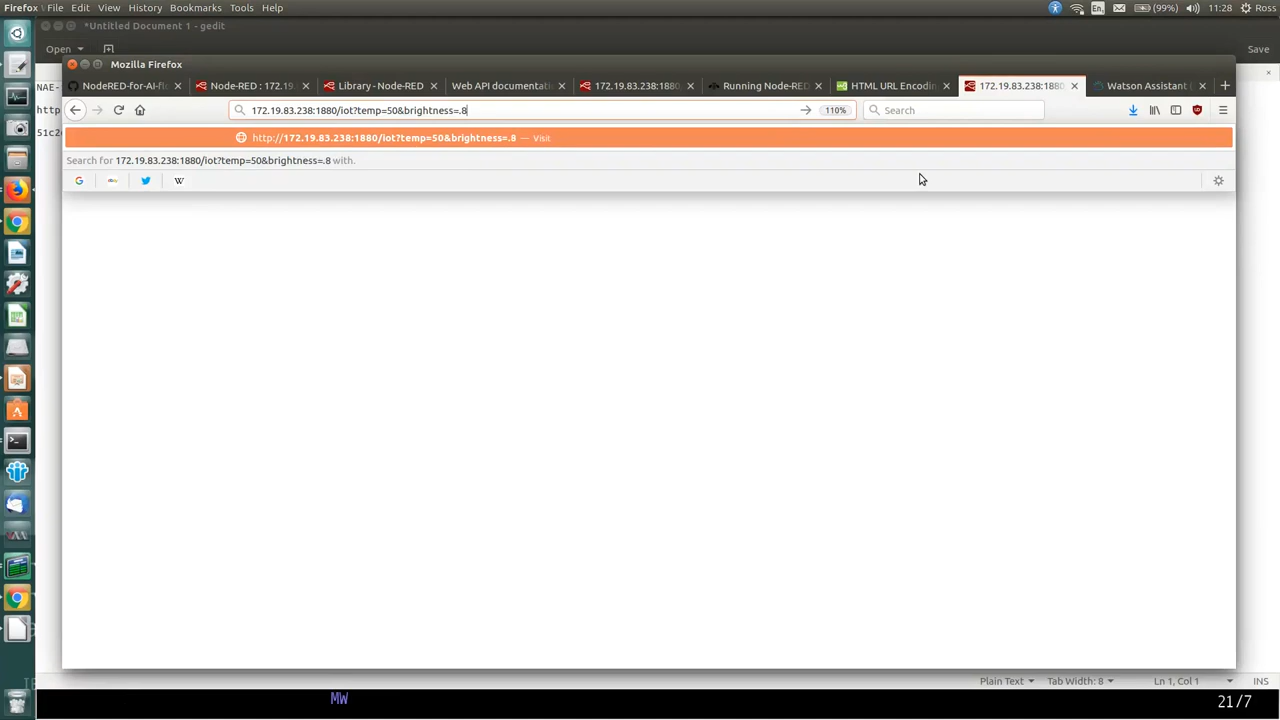 Firefox File Edit View History Bookmarks Tools Help En (99%) 11:28 Ross
*Untitled Document 1 - gedit
Open Save
Mozilla Firefox
NodeRED-for-AI-fl Node-RED : 172.19. Library - Node-RED Web API documentati 172.19.83.238:1880 Running Node-RED HTML URL Encodin 172.19.83.238:1880 Watson Assistant
NAE-
172.19.83.238:1880/iot?temp=50&brightness=.8 110% Search
http
51c2
http://172.19.83.238:1880/iot?temp=50&brightness=.8 — Visit
Search for 172.19.83.238:1880/iot?temp=50&brightness=.8 with.
Plain Text Tab Width: 8 Ln 1, Col 1 INS
MW 21/7